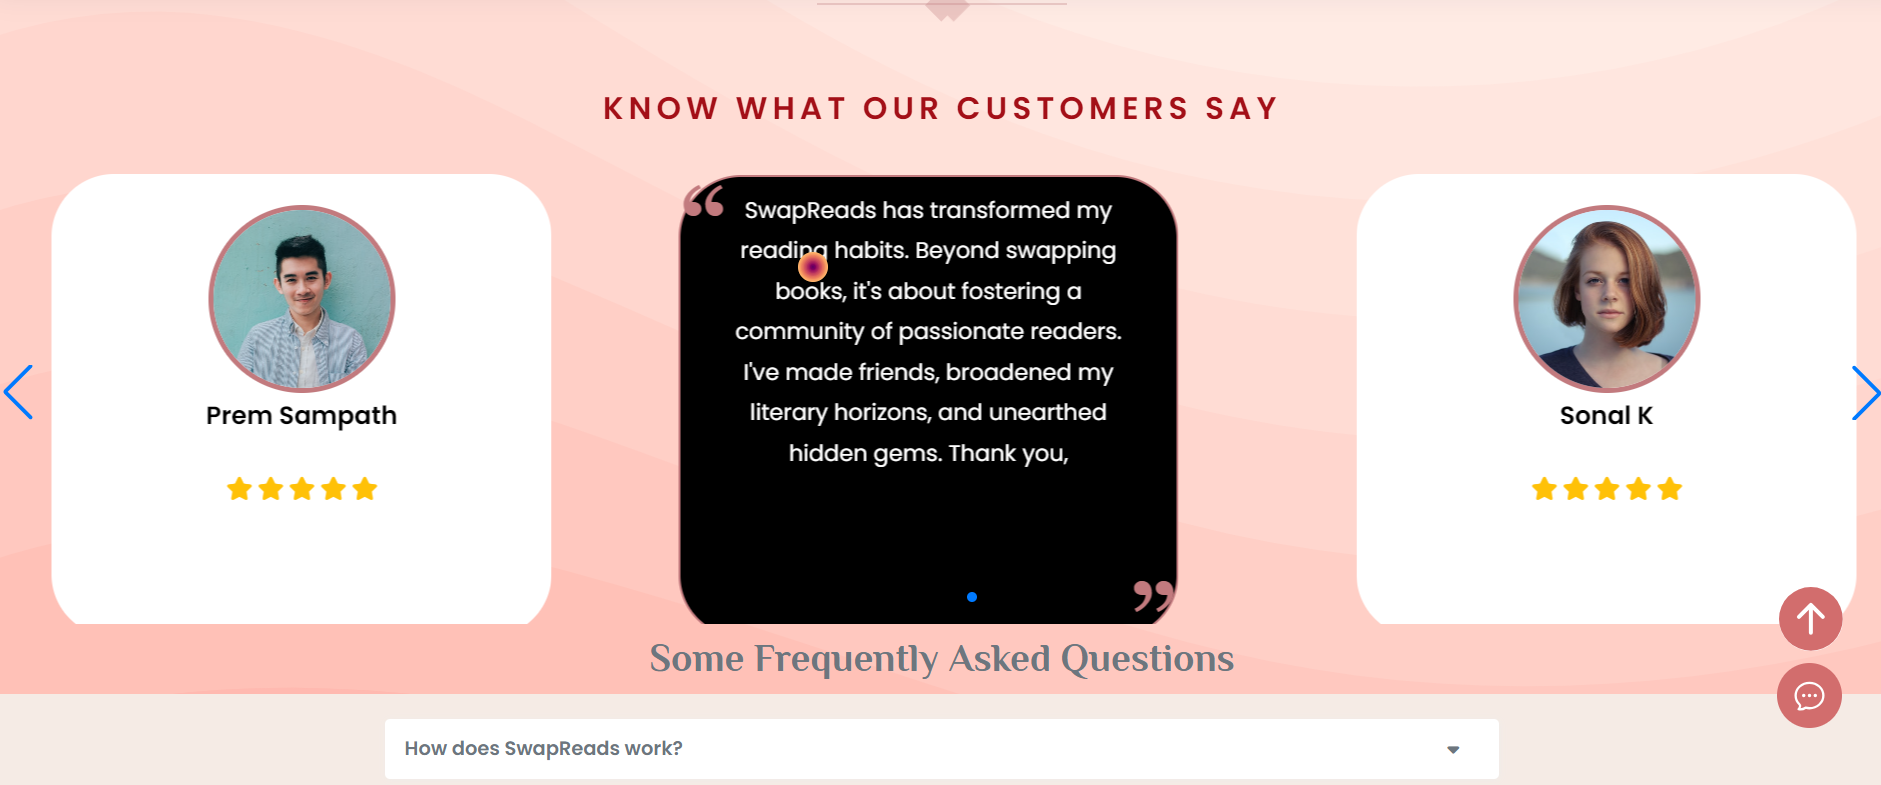 KNOW WHAT OUR CUSTOMERS SAY
Prem Sampath
“
SwapReads has transformed my
reading habits. Beyond swapping
books, it's about fostering a
community of passionate readers.
I've made friends, broadened my
literary horizons, and unearthed
hidden gems. Thank you,
”
Sonal K
Some Frequently Asked Questions
How does SwapReads work?